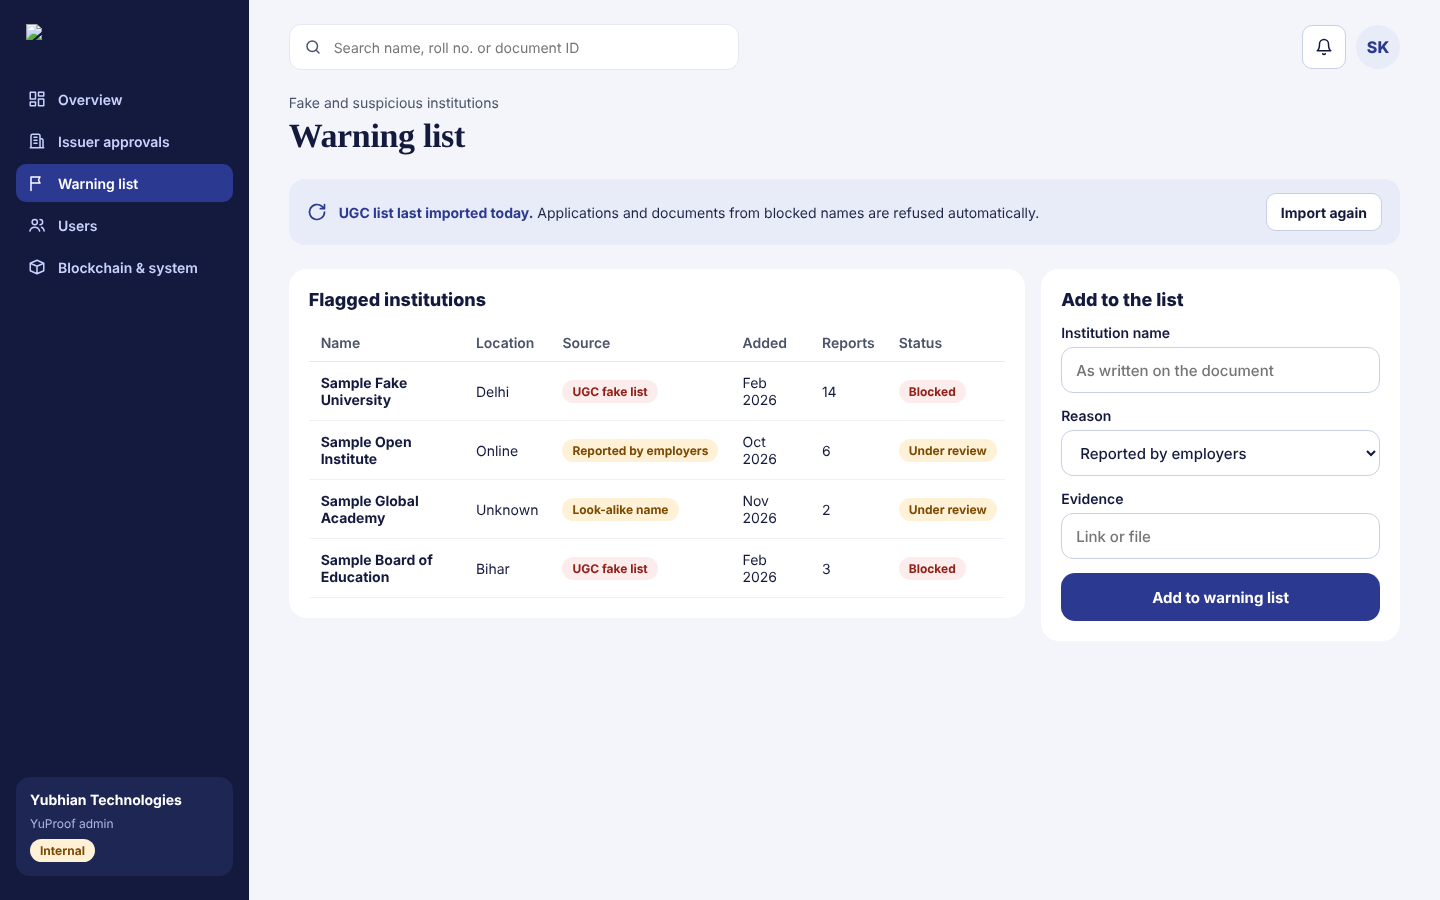 Search name, roll no. or document ID
SK
Overview
Issuer approvals
Warning list
Users
Blockchain & system
Yubhian Technologies
YuProof admin
Internal
Fake and suspicious institutions
Warning list
UGC list last imported today. Applications and documents from blocked names are refused automatically.
Import again
Flagged institutions
Name Location Source Added Reports Status
Sample Fake University Delhi UGC fake list Feb 2026 14 Blocked
Sample Open Institute Online Reported by employers Oct 2026 6 Under review
Sample Global Academy Unknown Look-alike name Nov 2026 2 Under review
Sample Board of Education Bihar UGC fake list Feb 2026 3 Blocked
Add to the list
Institution name
As written on the document
Reason
Reported by employers
Evidence
Link or file
Add to warning list